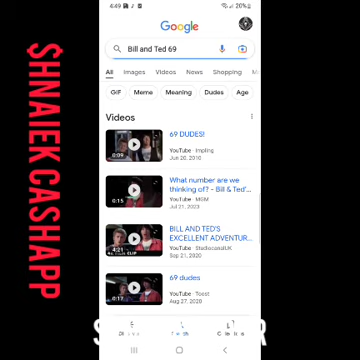 SHNAIEK CASHAPP
4:49
20%
Google
Bill and Ted 69
All Images Videos News Shopping
GIF Meme Meaning Dudes Age
Videos
69 DUDES!
YouTube · Impling
Jun 20, 2010
0:09
What number are we
thinking of? - Bill & Ted'...
YouTube · MGM
Jul 21, 2023
0:15
BILL AND TED'S
EXCELLENT ADVENTUR...
YouTube · StudiocanalUK
Sep 21, 2020
4:21
CLIP
69 dudes
YouTube · Toast
Aug 27, 2020
0:17